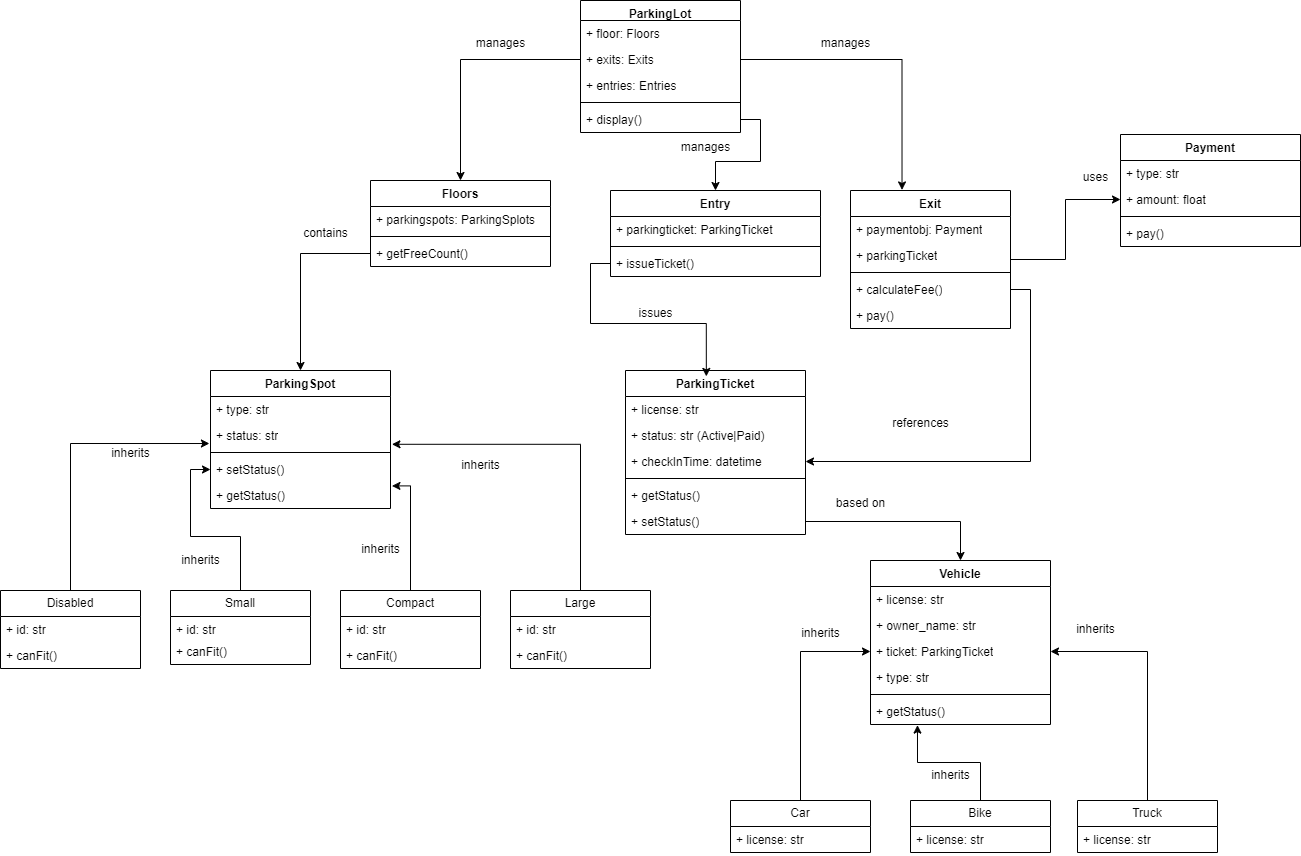 ParkingLot
+ floor: Floors
+ exits: Exits
+ entries: Entries
+ display()
manages
manages
manages
Floors
+ parkingspots: ParkingSplots
+ getFreeCount()
Entry
+ parkingticket: ParkingTicket
+ issueTicket()
Exit
+ paymentobj: Payment
+ parkingTicket
+ calculateFee()
+ pay()
uses
Payment
+ type: str
+ amount: float
+ pay()
contains
issues
references
ParkingSpot
+ type: str
+ status: str
+ setStatus()
+ getStatus()
ParkingTicket
+ license: str
+ status: str (Active|Paid)
+ checkInTime: datetime
+ getStatus()
+ setStatus()
based on
inherits
inherits
inherits
inherits
Disabled
+ id: str
+ canFit()
Small
+ id: str
+ canFit()
Compact
+ id: str
+ canFit()
Large
+ id: str
+ canFit()
Vehicle
+ license: str
+ owner_name: str
+ ticket: ParkingTicket
+ type: str
+ getStatus()
inherits
inherits
inherits
Car
+ license: str
Bike
+ license: str
Truck
+ license: str